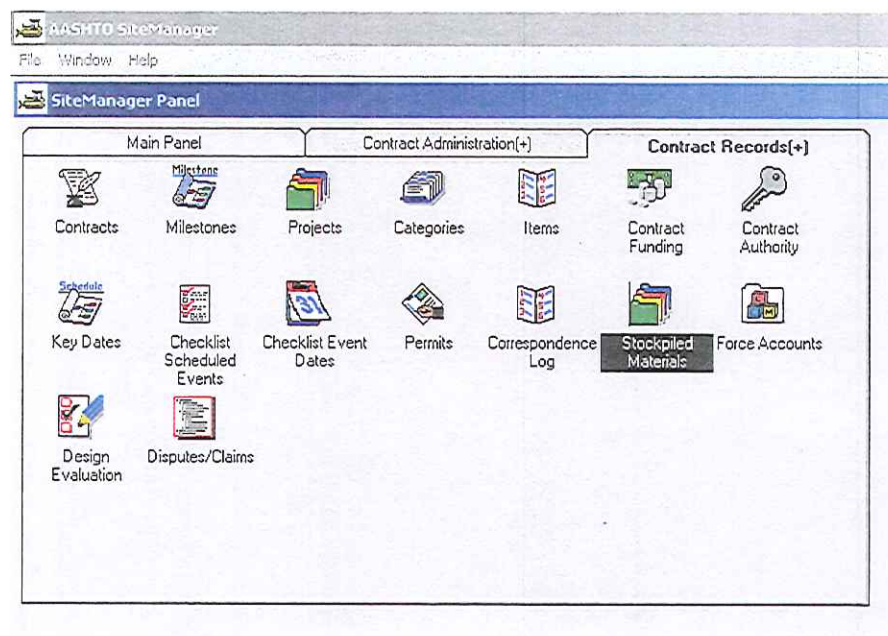 AASHTO SiteManager
File Window Help
SiteManager Panel
Main Panel Contract Administration(+) Contract Records(+)
Milestone
Contracts Milestones Projects Categories Items Contract Funding Contract Authority
Schedule
31
Key Dates Checklist Scheduled Events Checklist Event Dates Permits Correspondence Log Stockpiled Materials Force Accounts
Design Evaluation Disputes/Claims